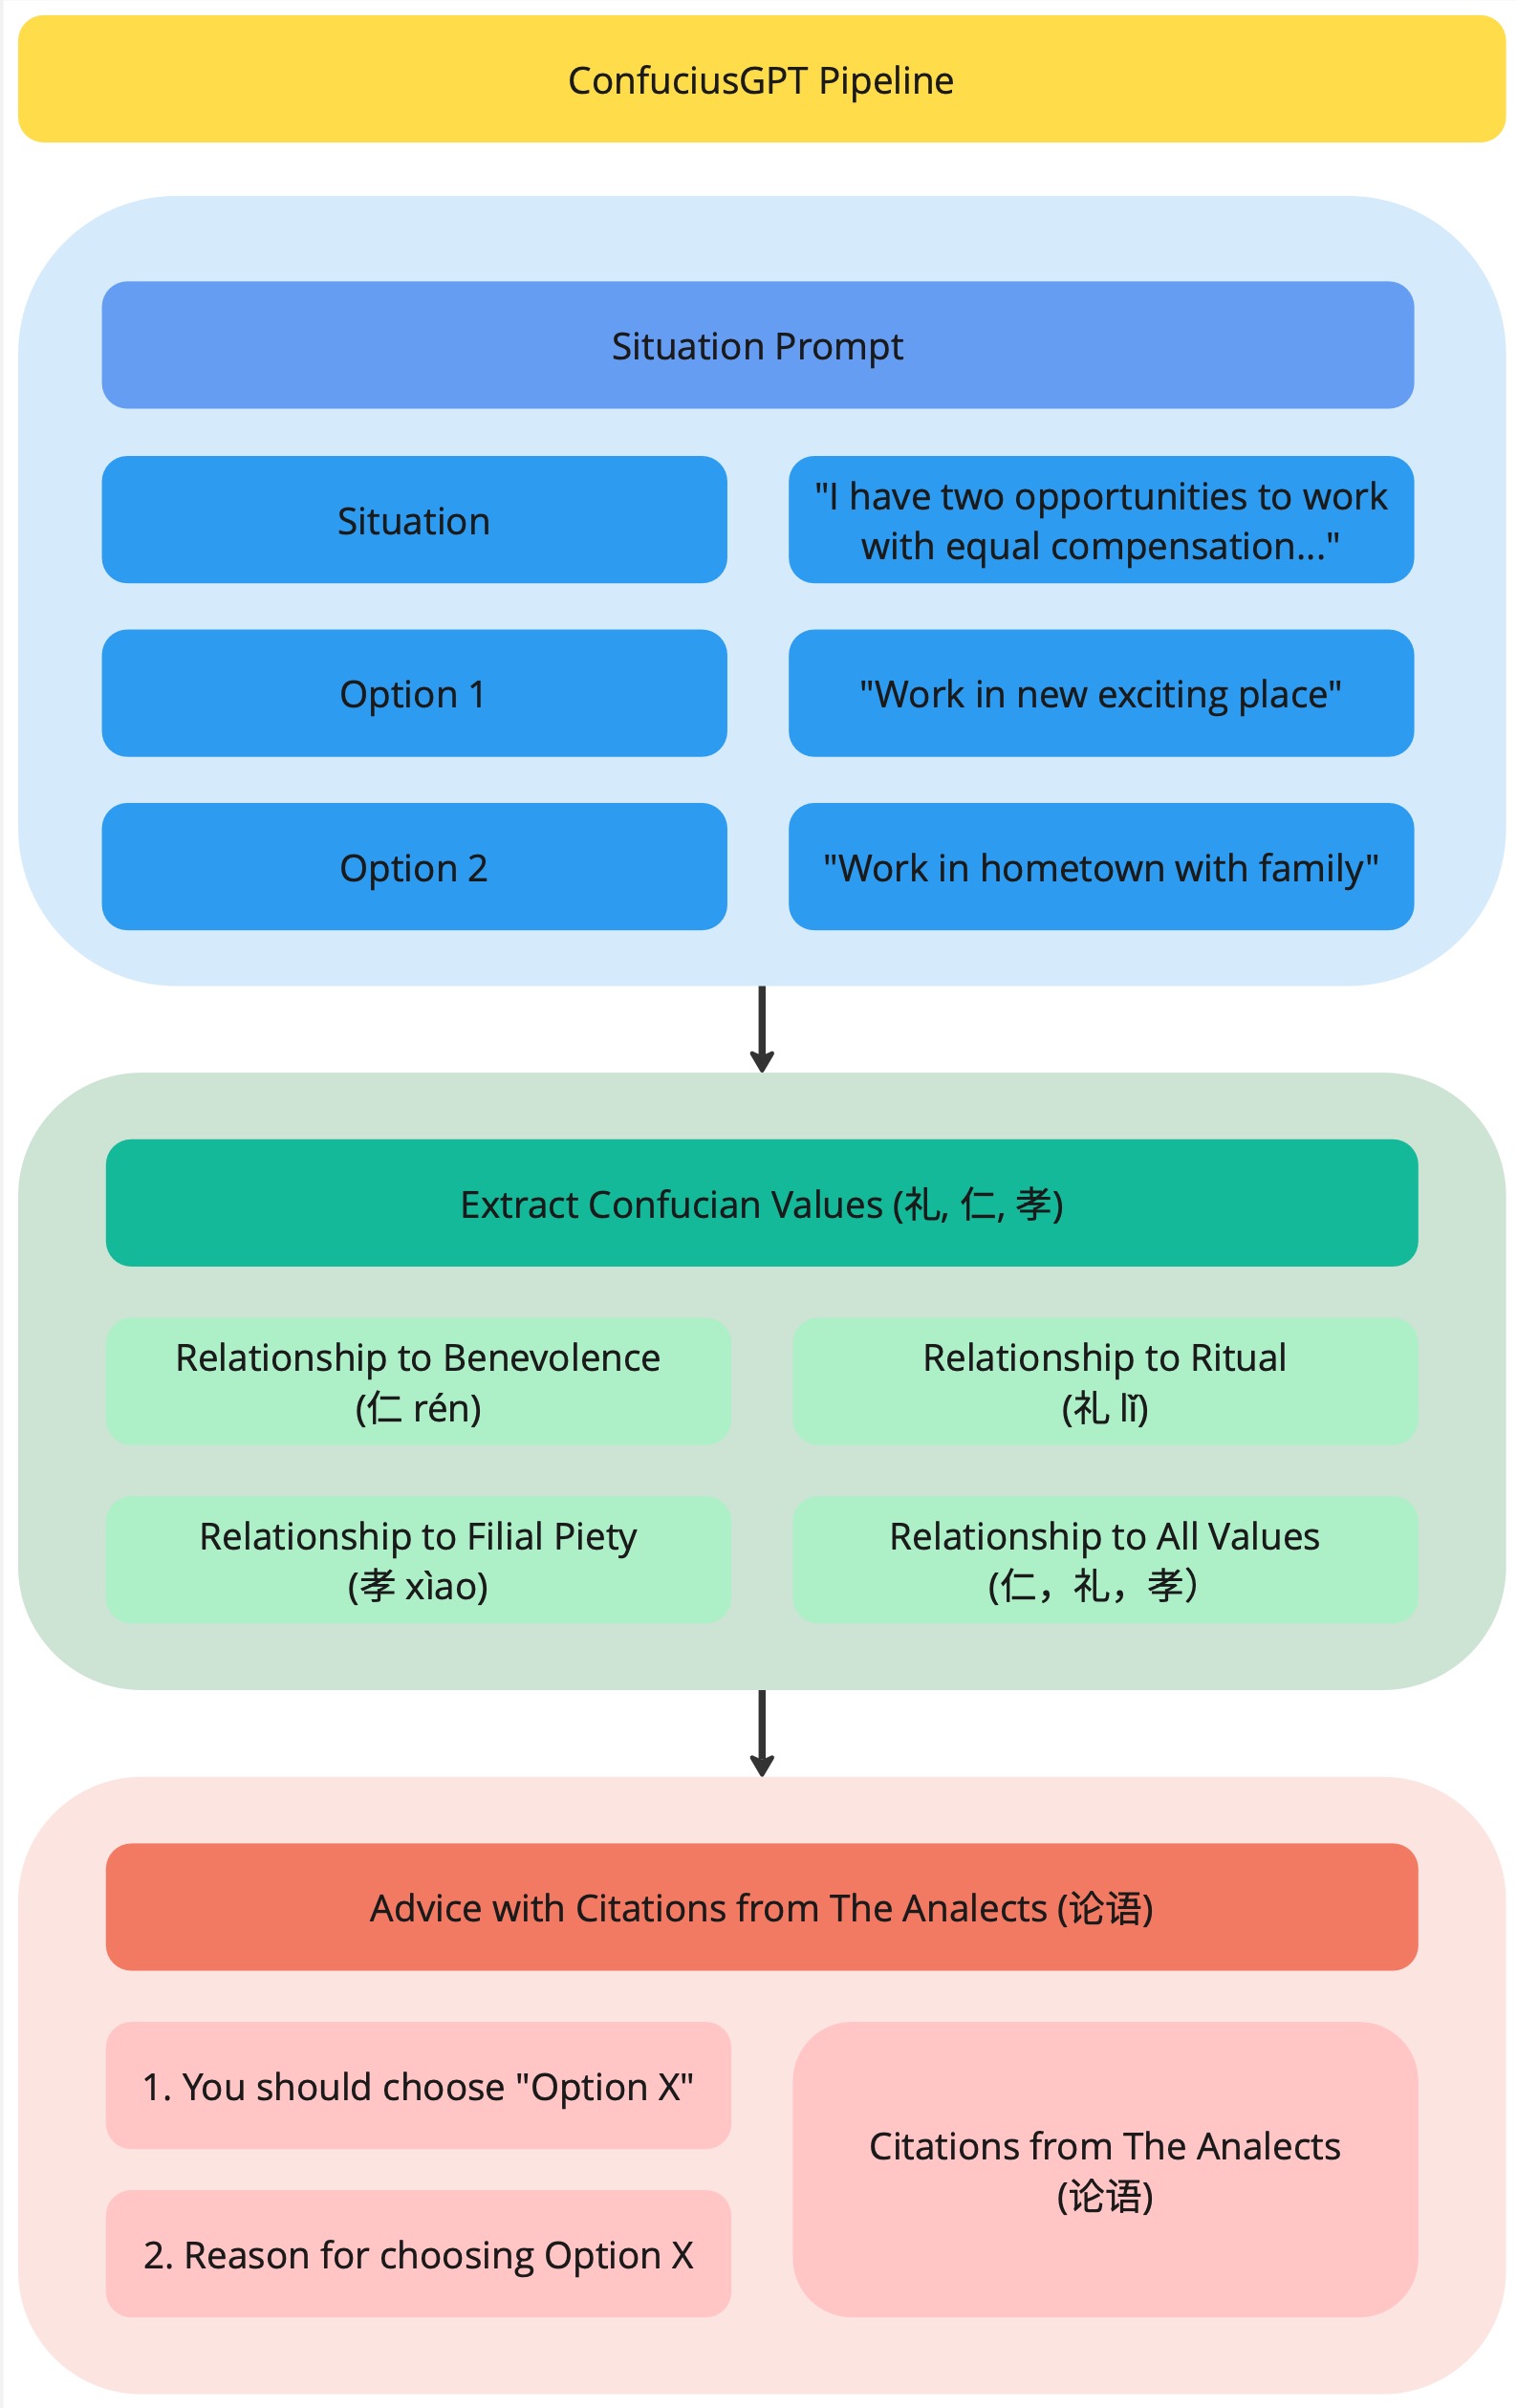 ConfuciusGPT Pipeline
Situation Prompt
Situation
"I have two opportunities to work
with equal compensation..."
Option 1
"Work in new exciting place"
Option 2
"Work in hometown with family"
Extract Confucian Values (礼, 仁, 孝)
Relationship to Benevolence
(仁 rén)
Relationship to Ritual
(礼 lǐ)
Relationship to Filial Piety
(孝 xìao)
Relationship to All Values
(仁，礼，孝）
Advice with Citations from The Analects (论语)
1. You should choose "Option X"
2. Reason for choosing Option X
Citations from The Analects
(论语)